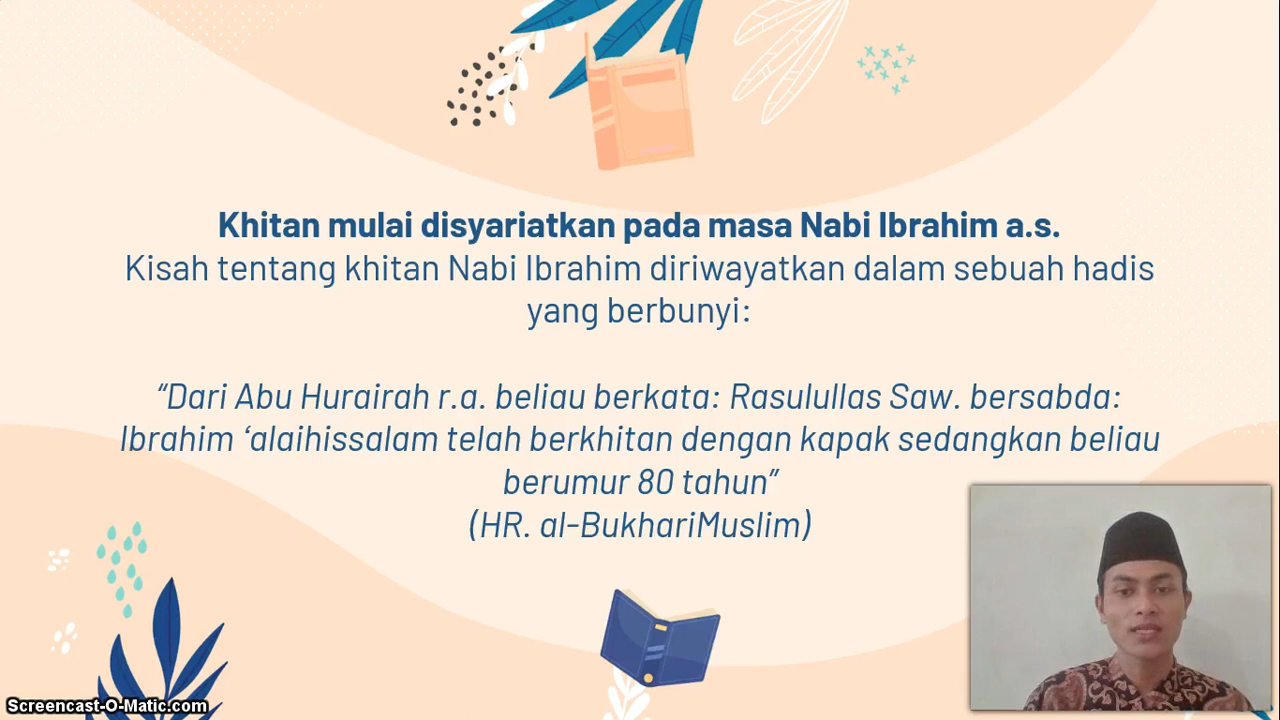 Khitan mulai disyariatkan pada masa Nabi Ibrahim a.s.
Kisah tentang khitan Nabi Ibrahim diriwayatkan dalam sebuah hadis
yang berbunyi:
“Dari Abu Hurairah r.a. beliau berkata: Rasulullas Saw. bersabda:
Ibrahim ‘alaihissalam telah berkhitan dengan kapak sedangkan beliau
berumur 80 tahun”
(HR. al-BukhariMuslim)
Screencast-O-Matic.com